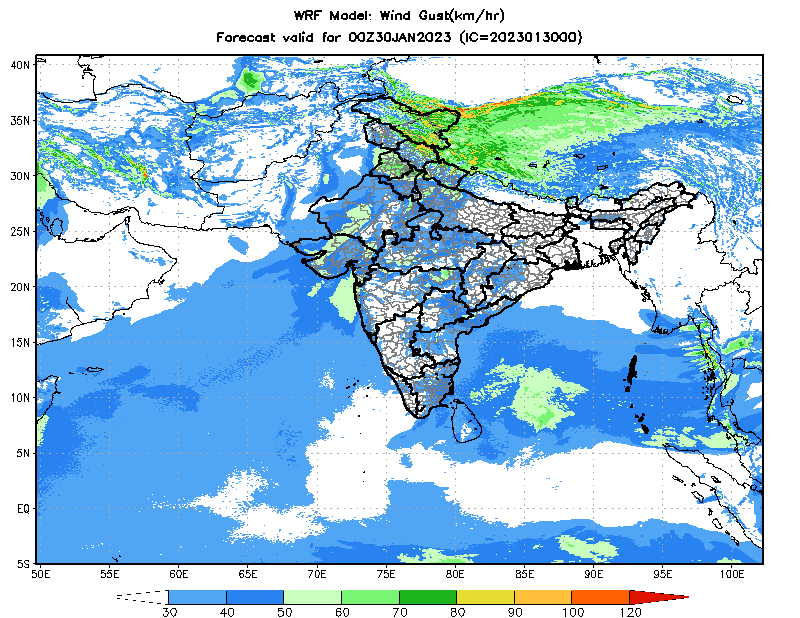 WRF Model: Wind Gust(km/hr)
Forecast valid for 00Z30JAN2023 (IC=2023013000)
40N
35N
30N
25N
20N
15N
10N
5N
EQ
5S
50E 55E 60E 65E 70E 75E 80E 85E 90E 95E 100E
30 40 50 60 70 80 90 100 120